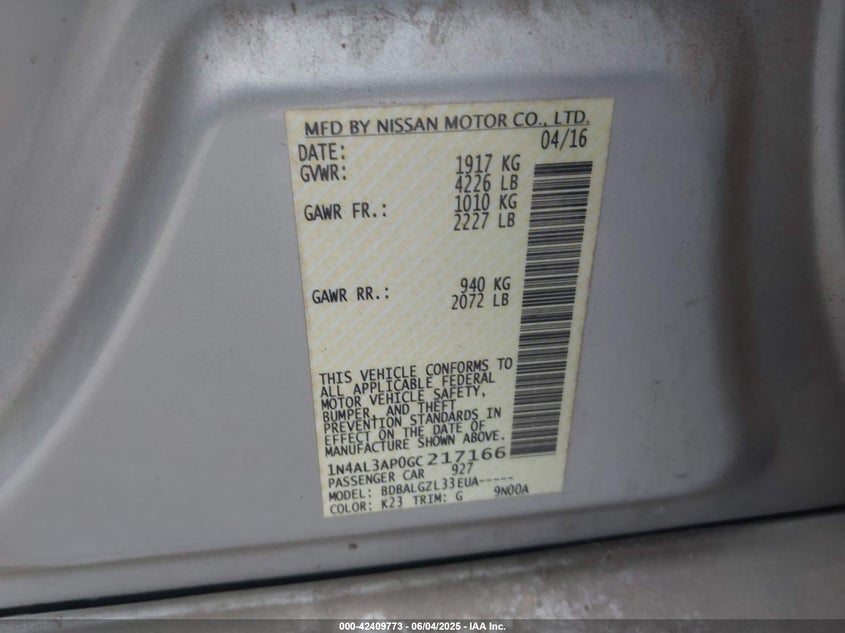 MFD BY NISSAN MOTOR CO., LTD.
DATE: 04/16
GVWR: 1917 KG
4226 LB
GAWR FR.: 1010 KG
2227 LB
GAWR RR.: 940 KG
2072 LB
THIS VEHICLE CONFORMS TO
ALL APPLICABLE FEDERAL
MOTOR VEHICLE SAFETY,
BUMPER, AND THEFT
PREVENTION STANDARDS IN
EFFECT ON THE DATE OF
MANUFACTURE SHOWN ABOVE.
1N4AL3AP0GC217166
PASSENGER CAR 927
MODEL: BDBALGZL33EUA-----
COLOR: K23 TRIM: G 9N00A
000-42409773 - 06/04/2025 - IAA Inc.